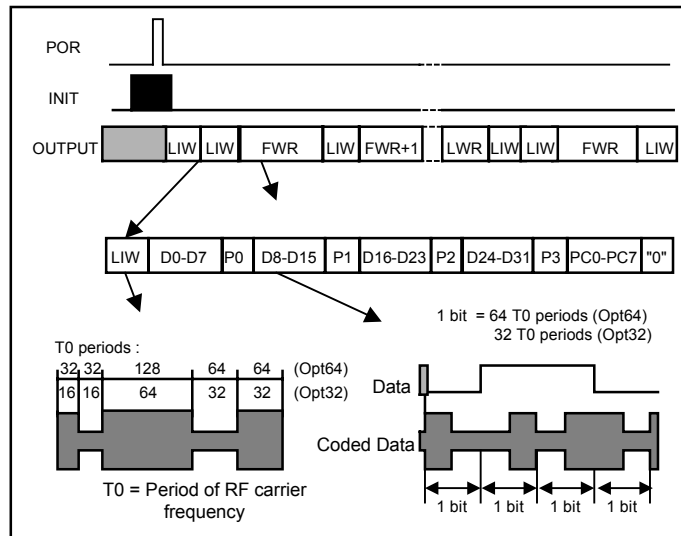 POR
INIT
OUTPUT LIW LIW FWR LIW FWR+1 LWR LIW LIW FWR LIW
LIW D0-D7 P0 D8-D15 P1 D16-D23 P2 D24-D31 P3 PC0-PC7 "0"
1 bit = 64 T0 periods (Opt64)
32 T0 periods (Opt32)
T0 periods :
32 32 128 64 64 (Opt64)
16 16 64 32 32 (Opt32)
Data
Coded Data
T0 = Period of RF carrier
frequency
1 bit 1 bit 1 bit 1 bit